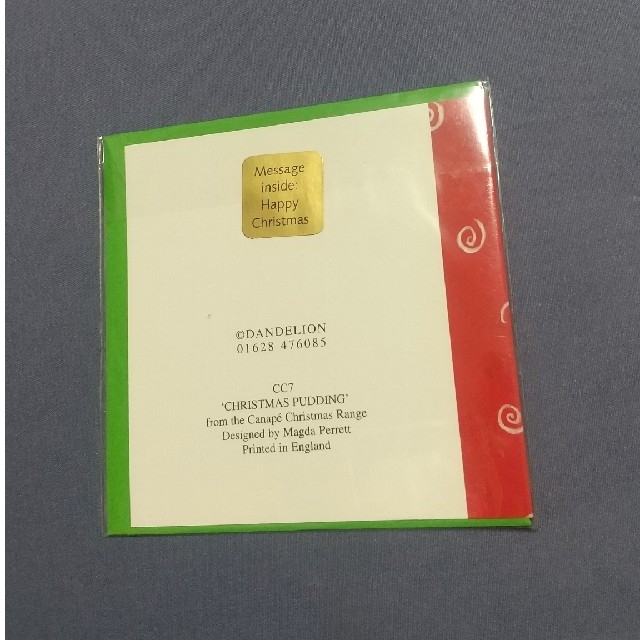 Message
inside:
Happy
Christmas
©DANDELION
01628 476085
CC7
'CHRISTMAS PUDDING'
from the Canapé Christmas Range
Designed by Magda Perrett
Printed in England